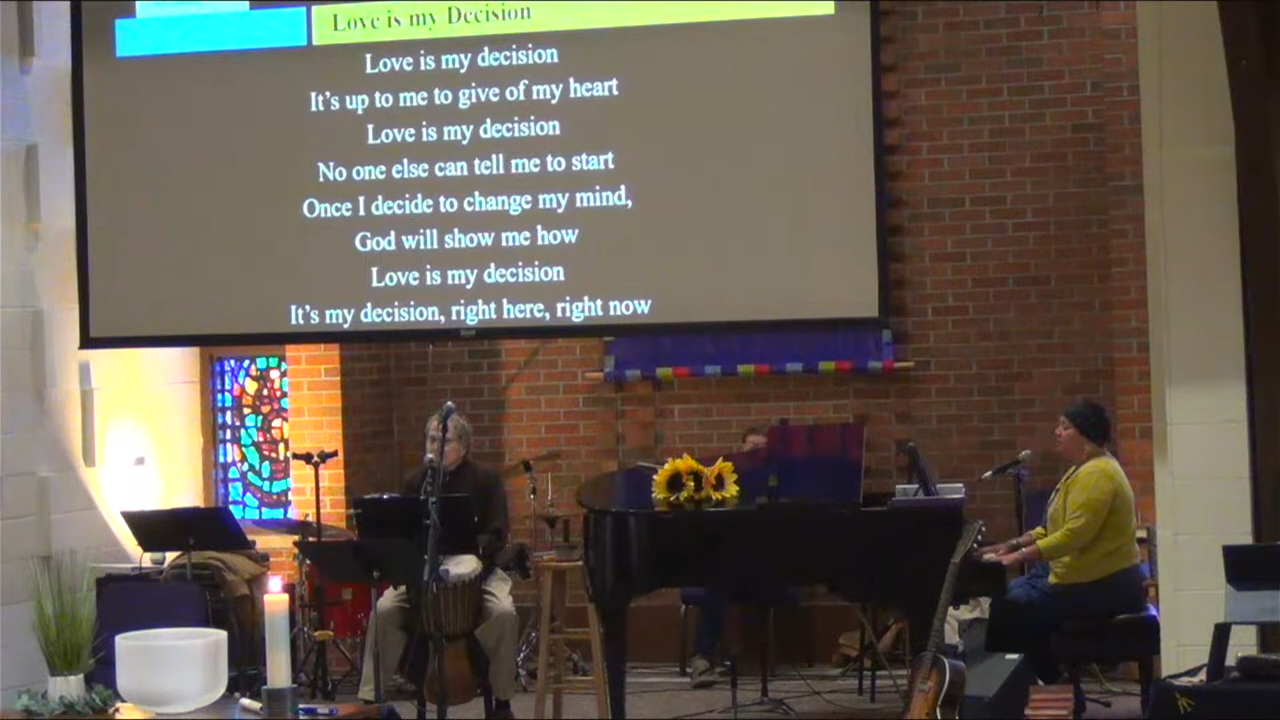 Love is my Decision
Love is my decision
It's up to me to give of my heart
Love is my decision
No one else can tell me to start
Once I decide to change my mind,
God will show me how
Love is my decision
It's my decision, right here, right now